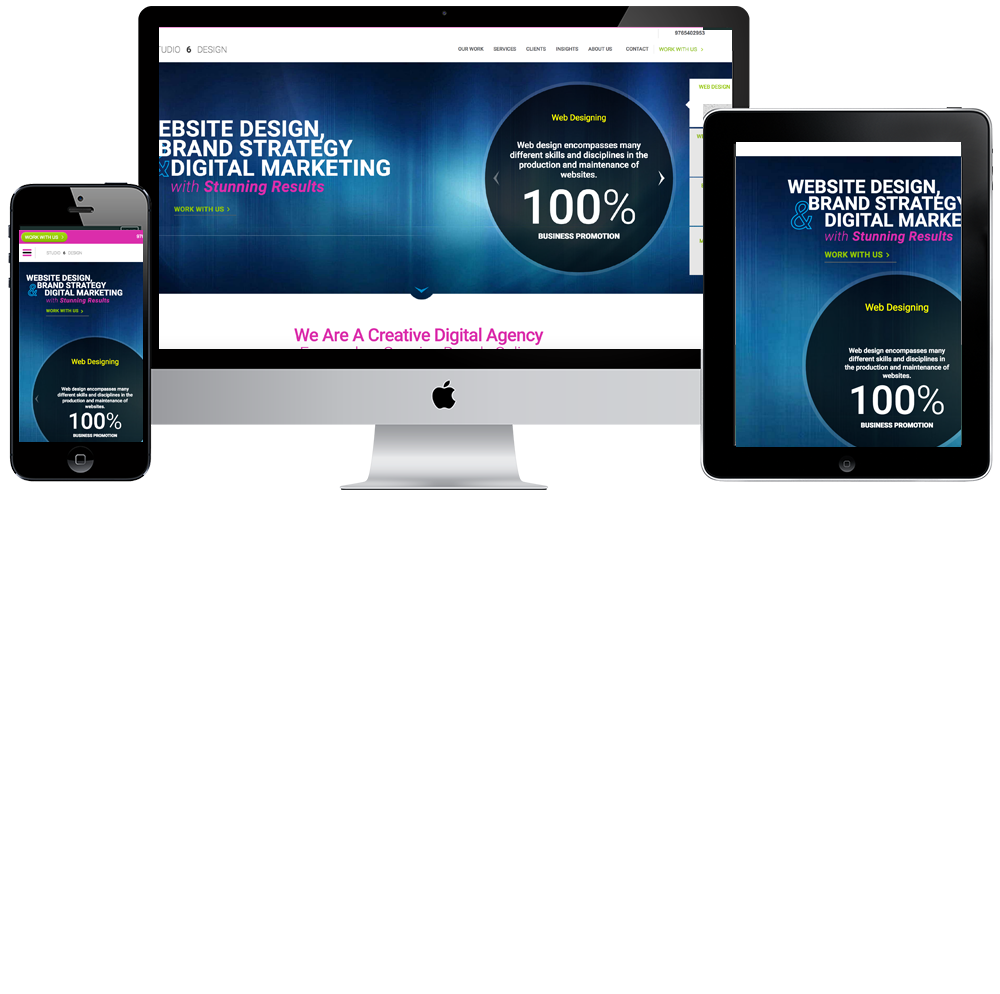 WORK WITH US
STUDIO 6 DESIGN
WEBSITE DESIGN,
BRAND STRATEGY
& DIGITAL MARKETING
with Stunning Results
WORK WITH US
Web Designing
Web design encompasses many
different skills and disciplines in the
production and maintenance of
websites.
100%
BUSINESS PROMOTION
9765402953
TUDIO 6 DESIGN
OUR WORK SERVICES CLIENTS INSIGHTS ABOUT US CONTACT WORK WITH US
EBSITE DESIGN,
BRAND STRATEGY
&DIGITAL MARKETING
with Stunning Results
WORK WITH US
Web Designing
Web design encompasses many
different skills and disciplines in the
production and maintenance of
websites.
100%
BUSINESS PROMOTION
WEB DESIGN
We Are A Creative Digital Agency
WEBSITE DESIGN,
BRAND STRATEGY
& DIGITAL MARKE
with Stunning Results
WORK WITH US
Web Designing
Web design encompasses many
different skills and disciplines in
the production and maintenance of
websites.
100%
BUSINESS PROMOTION